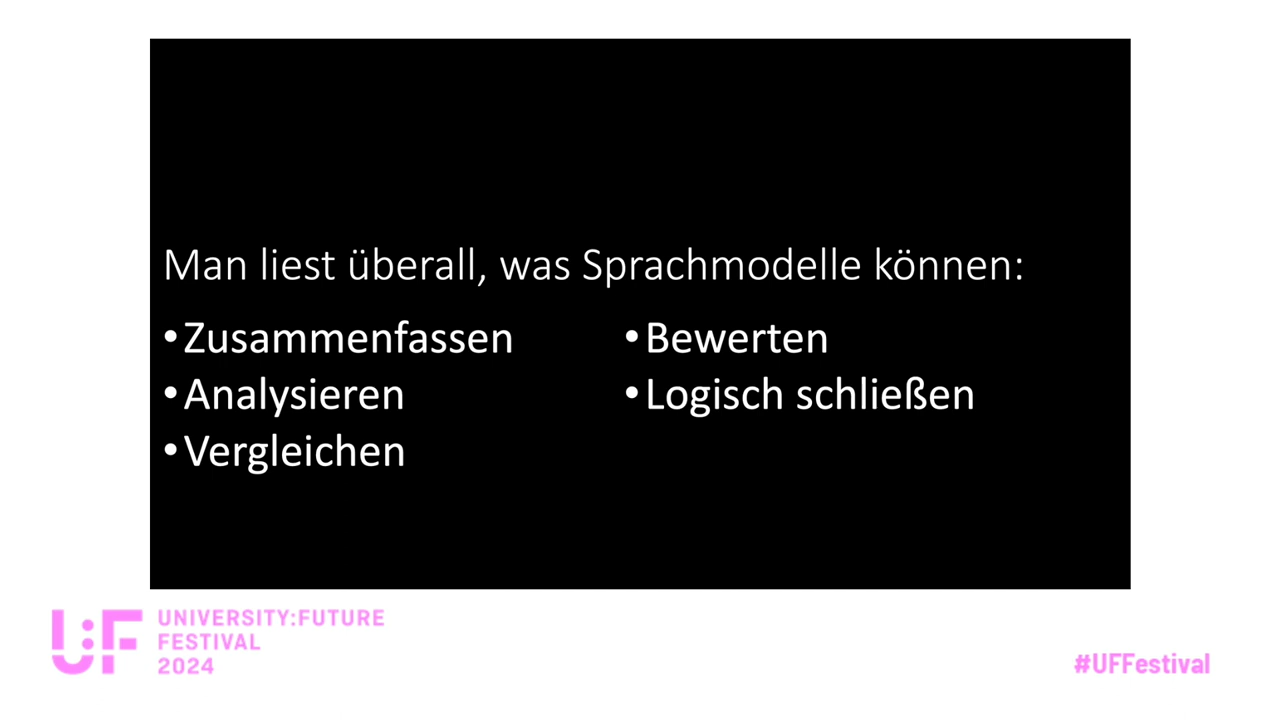 Man liest überall, was Sprachmodelle können:
•Zusammenfassen
•Analysieren
•Vergleichen
•Bewerten
•Logisch schließen
U:F
UNIVERSITY:FUTURE
FESTIVAL
2024
#UFFestival